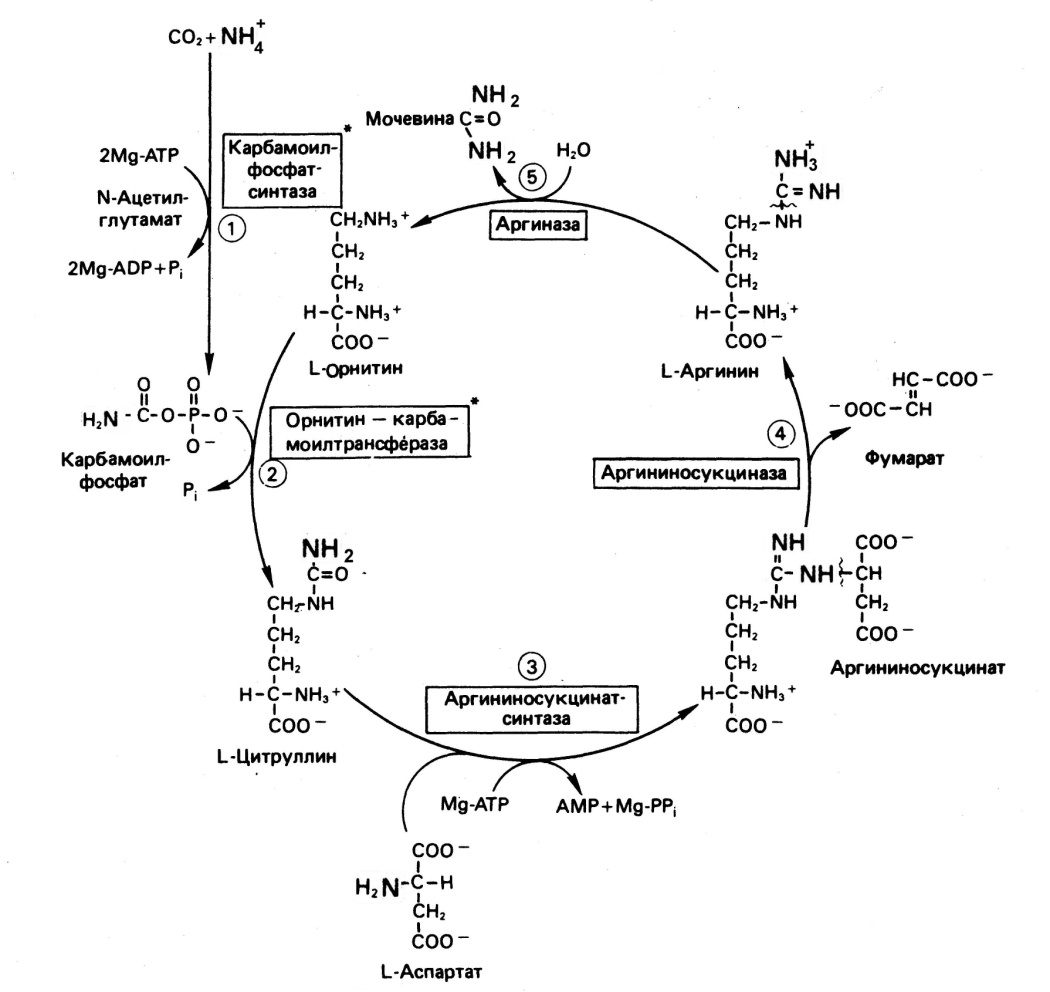 CO₂ + NH₄⁺
2Mg-ATP
N-Ацетил-
глутамат
2Mg-ADP+Pᵢ
Карбамоил-
фосфат-
синтаза
*
1
Мочевина
NH₂
C=O
NH₂
H₂O
5
Аргиназа
CH₂NH₃⁺
CH₂
CH₂
H–C–NH₃⁺
COO⁻
L-Орнитин
NH₃⁺
C=NH
CH₂–NH
CH₂
CH₂
H–C–NH₃⁺
COO⁻
L-Аргинин
O O
H₂N–C–O–P–O⁻
O⁻
Карбамоил-
фосфат
Pᵢ
2
Орнитин – карба-
моилтрансфераза
*
4
Аргининосукциназа
HC–COO⁻
⁻OOC–CH
Фумарат
NH₂
C=O
CH₂–NH
CH₂
CH₂
H–C–NH₃⁺
COO⁻
L-Цитруллин
3
Аргининосукцинат-
синтаза
NH COO⁻
C–NH–CH
CH₂–NH CH₂
CH₂ COO⁻
CH₂
H–C–NH₃⁺
COO⁻
Аргининосукцинат
Mg-ATP
AMP+Mg-PPᵢ
COO⁻
H₂N–C–H
CH₂
COO⁻
L-Аспартат